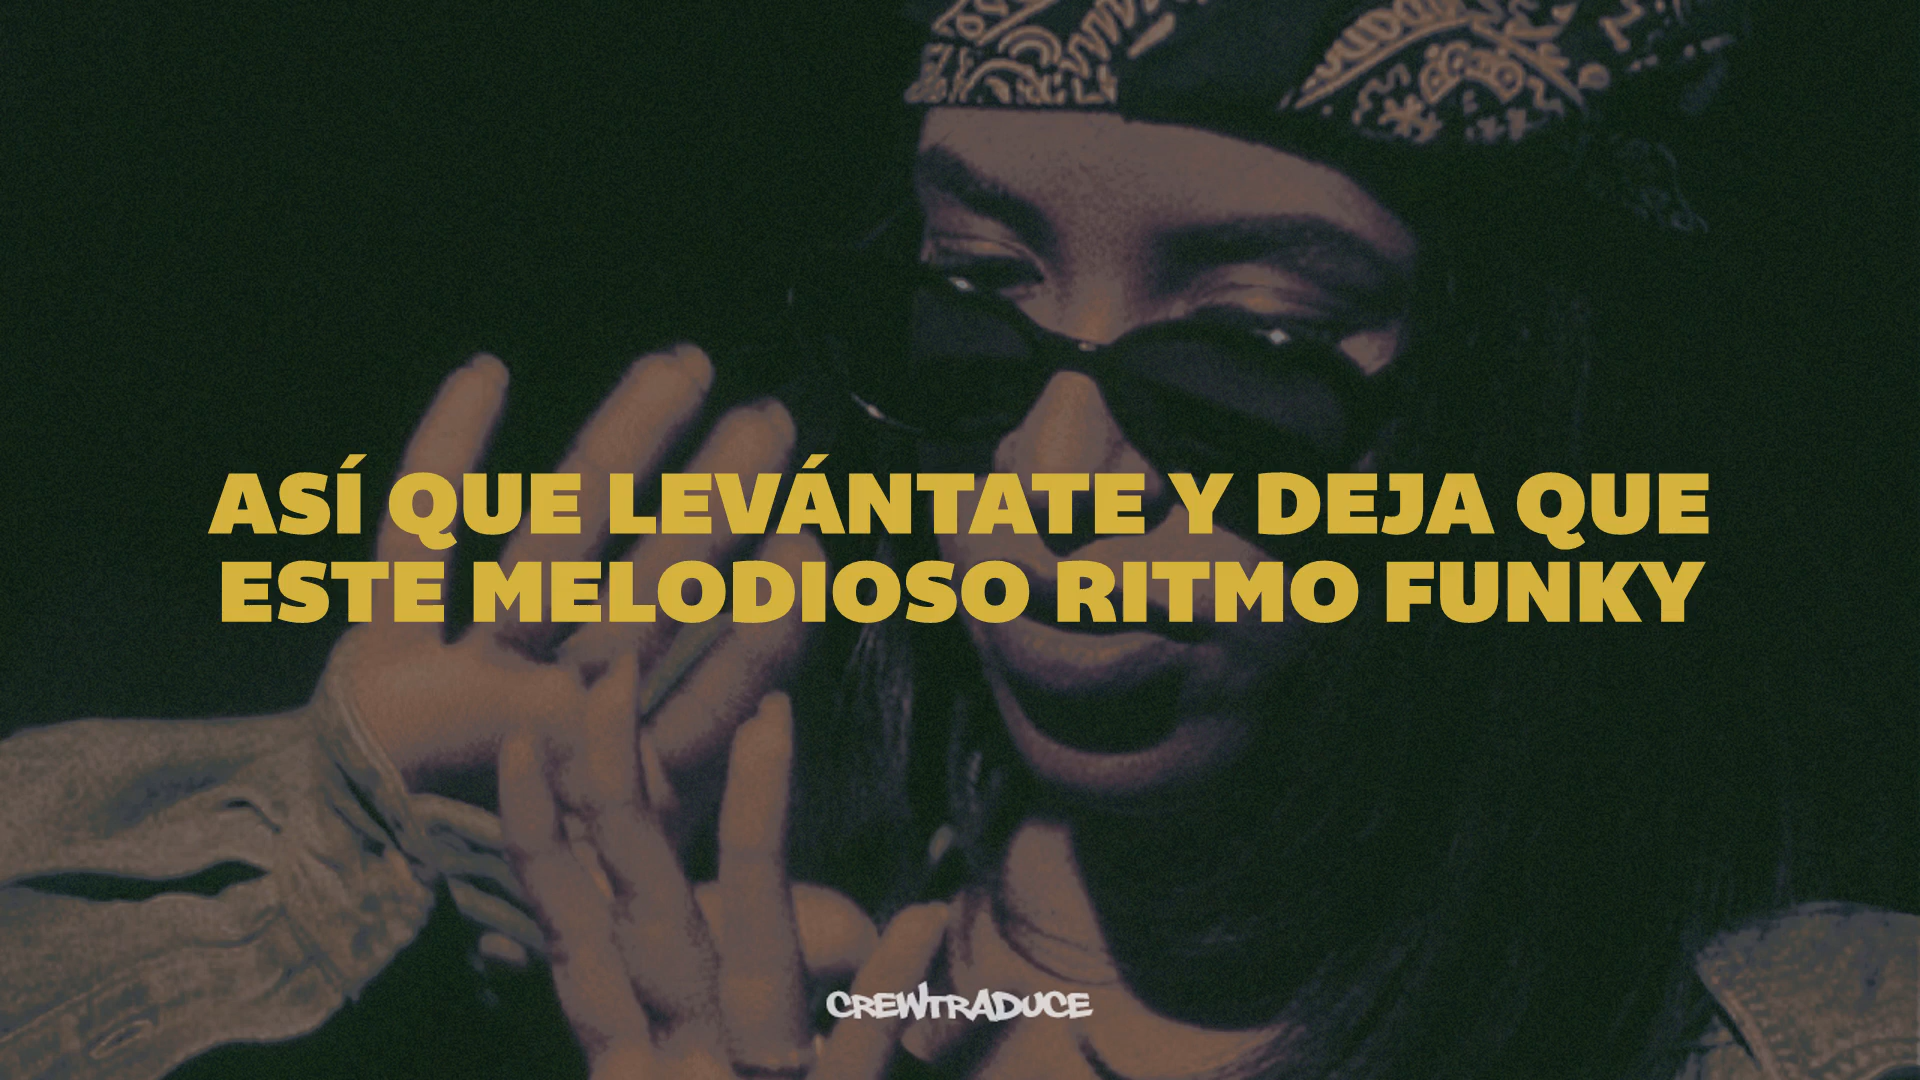 ASÍ QUE LEVÁNTATE Y DEJA QUE
ESTE MELODIOSO RITMO FUNKY
CREWTRADUCE